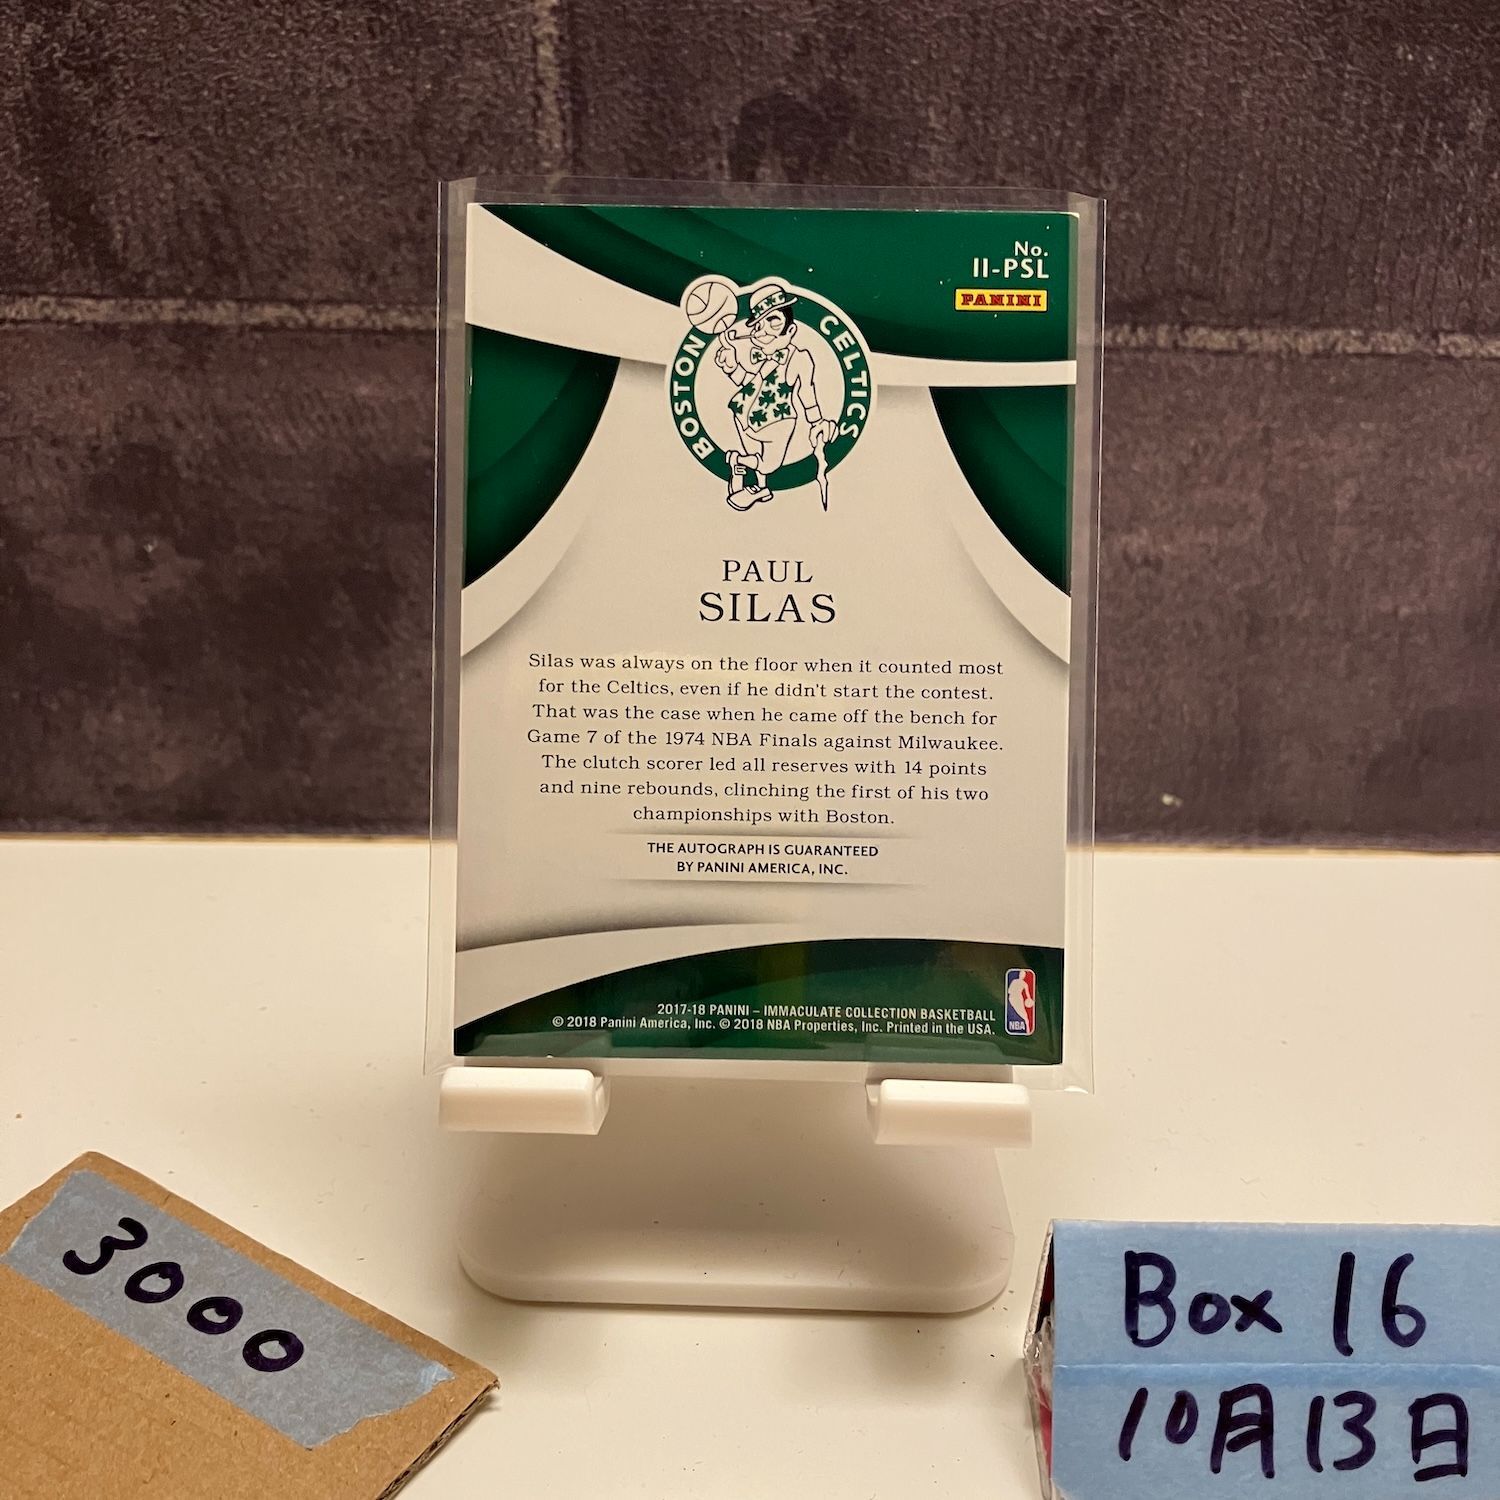 No.
II-PSL
PANINI
BOSTON CELTICS
PAUL
SILAS
Silas was always on the floor when it counted most
for the Celtics, even if he didn't start the contest.
That was the case when he came off the bench for
Game 7 of the 1974 NBA Finals against Milwaukee.
The clutch scorer led all reserves with 14 points
and nine rebounds, clinching the first of his two
championships with Boston.
THE AUTOGRAPH IS GUARANTEED
BY PANINI AMERICA, INC.
2017-18 PANINI – IMMACULATE COLLECTION BASKETBALL
© 2018 Panini America, Inc. © 2018 NBA Properties, Inc. Printed in the USA.
NBA
3000
Box 16
10月13日